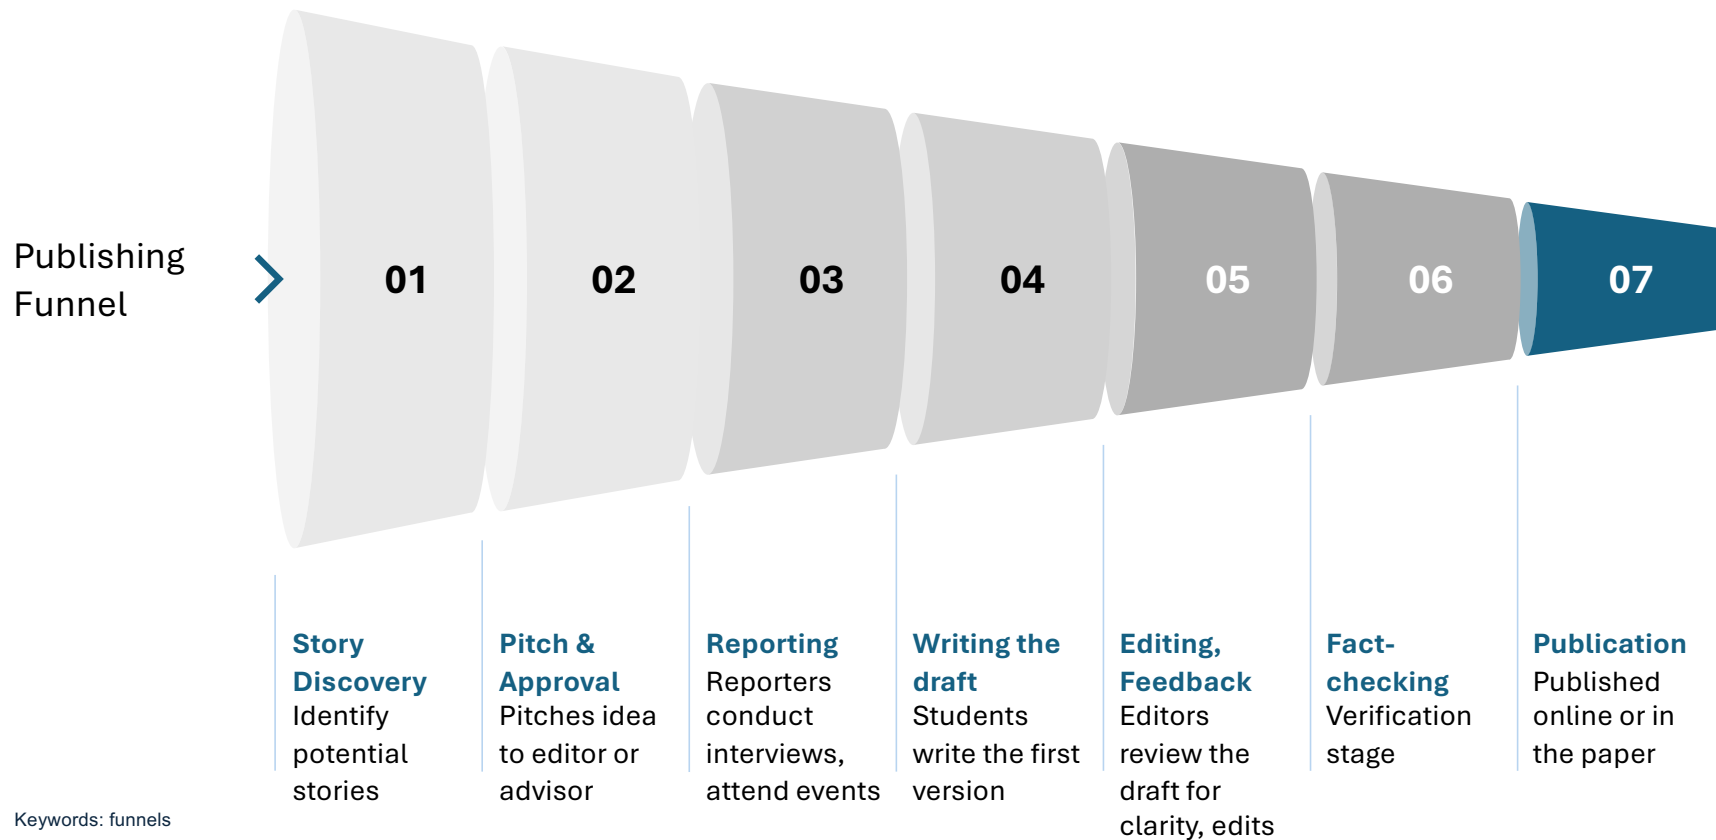 Publishing
Funnel
01
02
03
04
05
06
07
Story
Discovery
Identify
potential
stories
Pitch &
Approval
Pitches idea
to editor or
advisor
Reporting
Reporters
conduct
interviews,
attend events
Writing the
draft
Students
write the first
version
Editing,
Feedback
Editors
review the
draft for
clarity, edits
Fact-
checking
Verification
stage
Publication
Published
online or in
the paper
Keywords: funnels